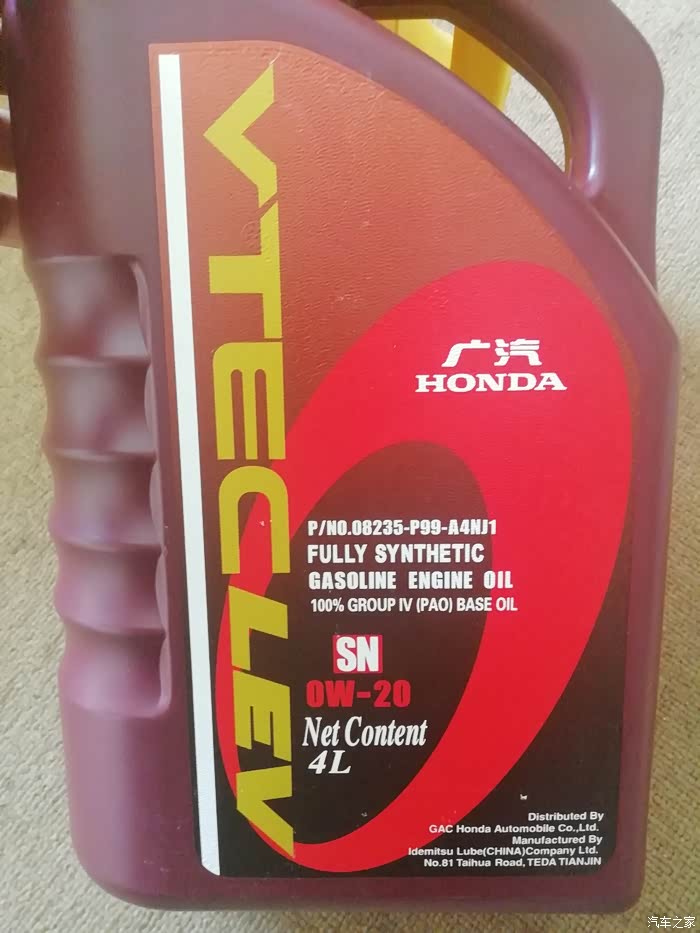 VTECLEV
广汽
HONDA
P/NO.08235-P99-A4NJ1
FULLY SYNTHETIC
GASOLINE ENGINE OIL
100% GROUP IV (PAO) BASE OIL
SN
0W-20
Net Content
4L
Distributed By
GAC Honda Automobile Co.,Ltd.
Manufactured By
Idemitsu Lube(CHINA)Company Ltd.
No.81 Taihua Road, TEDA TIANJIN
汽车之家